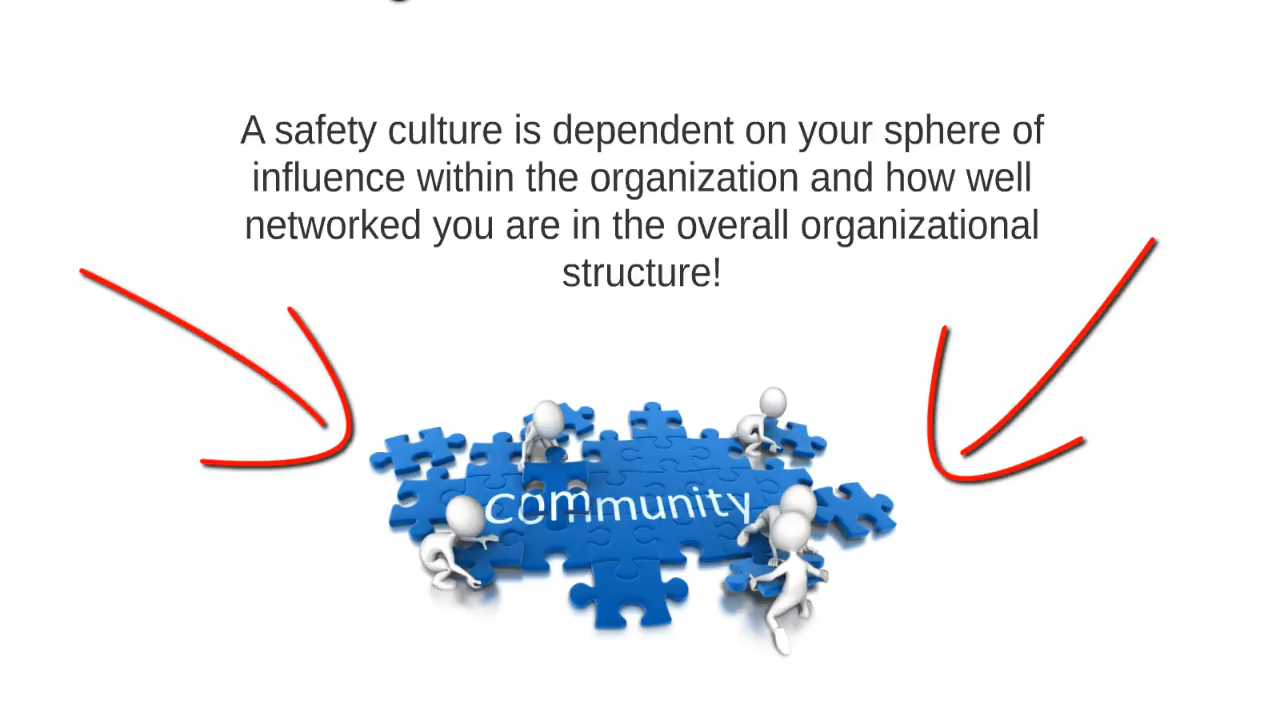 A safety culture is dependent on your sphere of
influence within the organization and how well
networked you are in the overall organizational
structure!
community